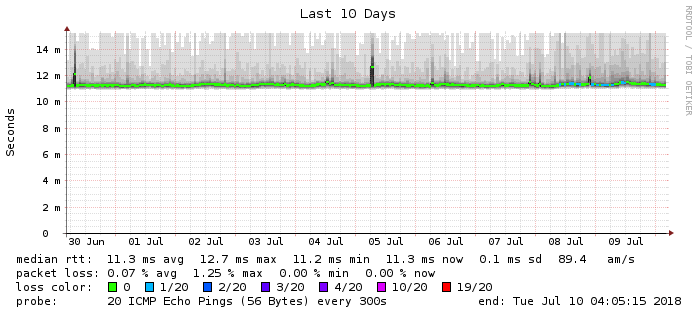 Last 10 Days
RRDTOOL / TOBI OETIKER
Seconds
14 m
12 m
10 m
8 m
6 m
4 m
2 m
0
30 Jun 01 Jul 02 Jul 03 Jul 04 Jul 05 Jul 06 Jul 07 Jul 08 Jul 09 Jul
median rtt: 11.3 ms avg 12.7 ms max 11.2 ms min 11.3 ms now 0.1 ms sd 89.4 am/s
packet loss: 0.07 % avg 1.25 % max 0.00 % min 0.00 % now
loss color: 0 1/20 2/20 3/20 4/20 10/20 19/20
probe: 20 ICMP Echo Pings (56 Bytes) every 300s end: Tue Jul 10 04:05:15 2018